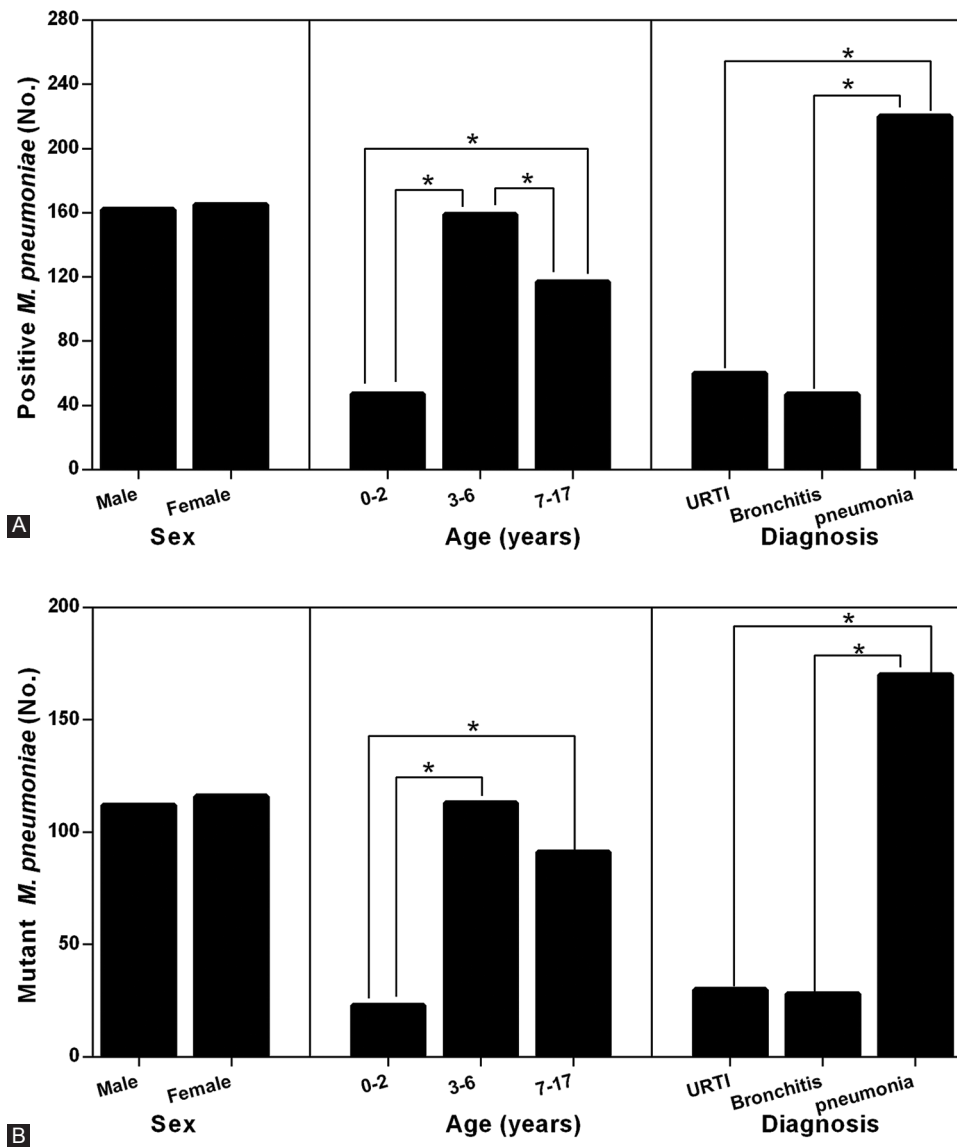 Positive M. pneumoniae (No.)
280
240
200
160
120
80
40
0
*
*
*
*
*
Male
Female
0-2
3-6
7-17
URTI
Bronchitis
pneumonia
Sex
Age (years)
Diagnosis
A
Mutant M. pneumoniae (No.)
200
150
100
50
0
*
*
*
*
Male
Female
0-2
3-6
7-17
URTI
Bronchitis
pneumonia
Sex
Age (years)
Diagnosis
B